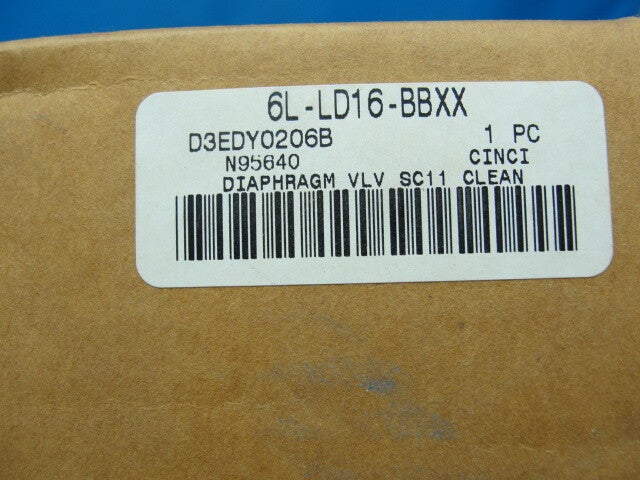 6L-LD16-BBXX
D3EDY0206B 1 PC
N95640 CINCI
DIAPHRAGM VLV SC11 CLEAN